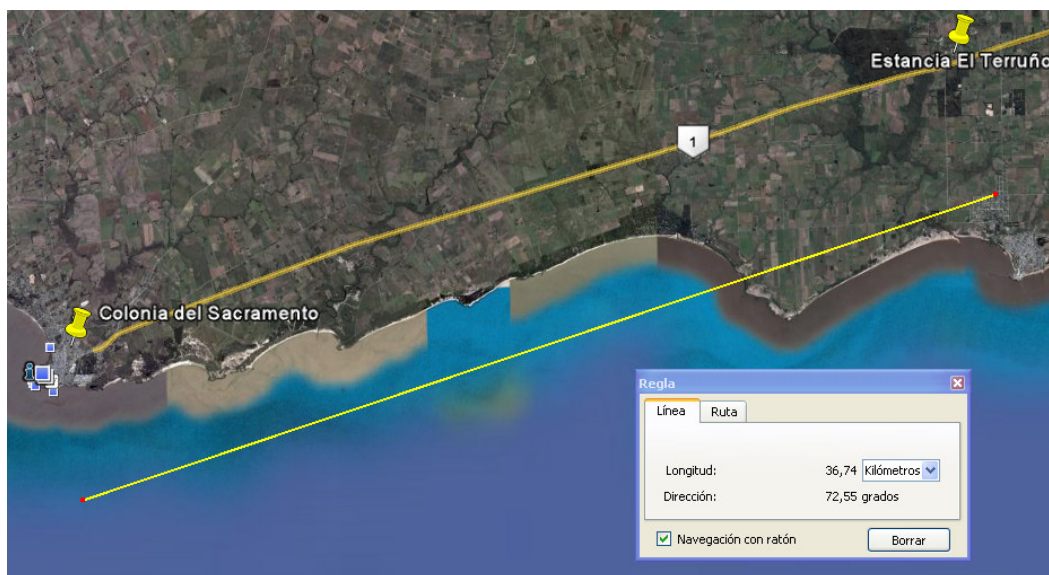 Estancia El Terruño
1
Colonia del Sacramento
i
Regla
Línea Ruta
Longitud: 36,74 Kilómetros
Dirección: 72,55 grados
Navegación con ratón Borrar